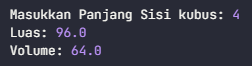 Masukkan Panjang Sisi kubus: 4
Luas: 96.0
Volume: 64.0